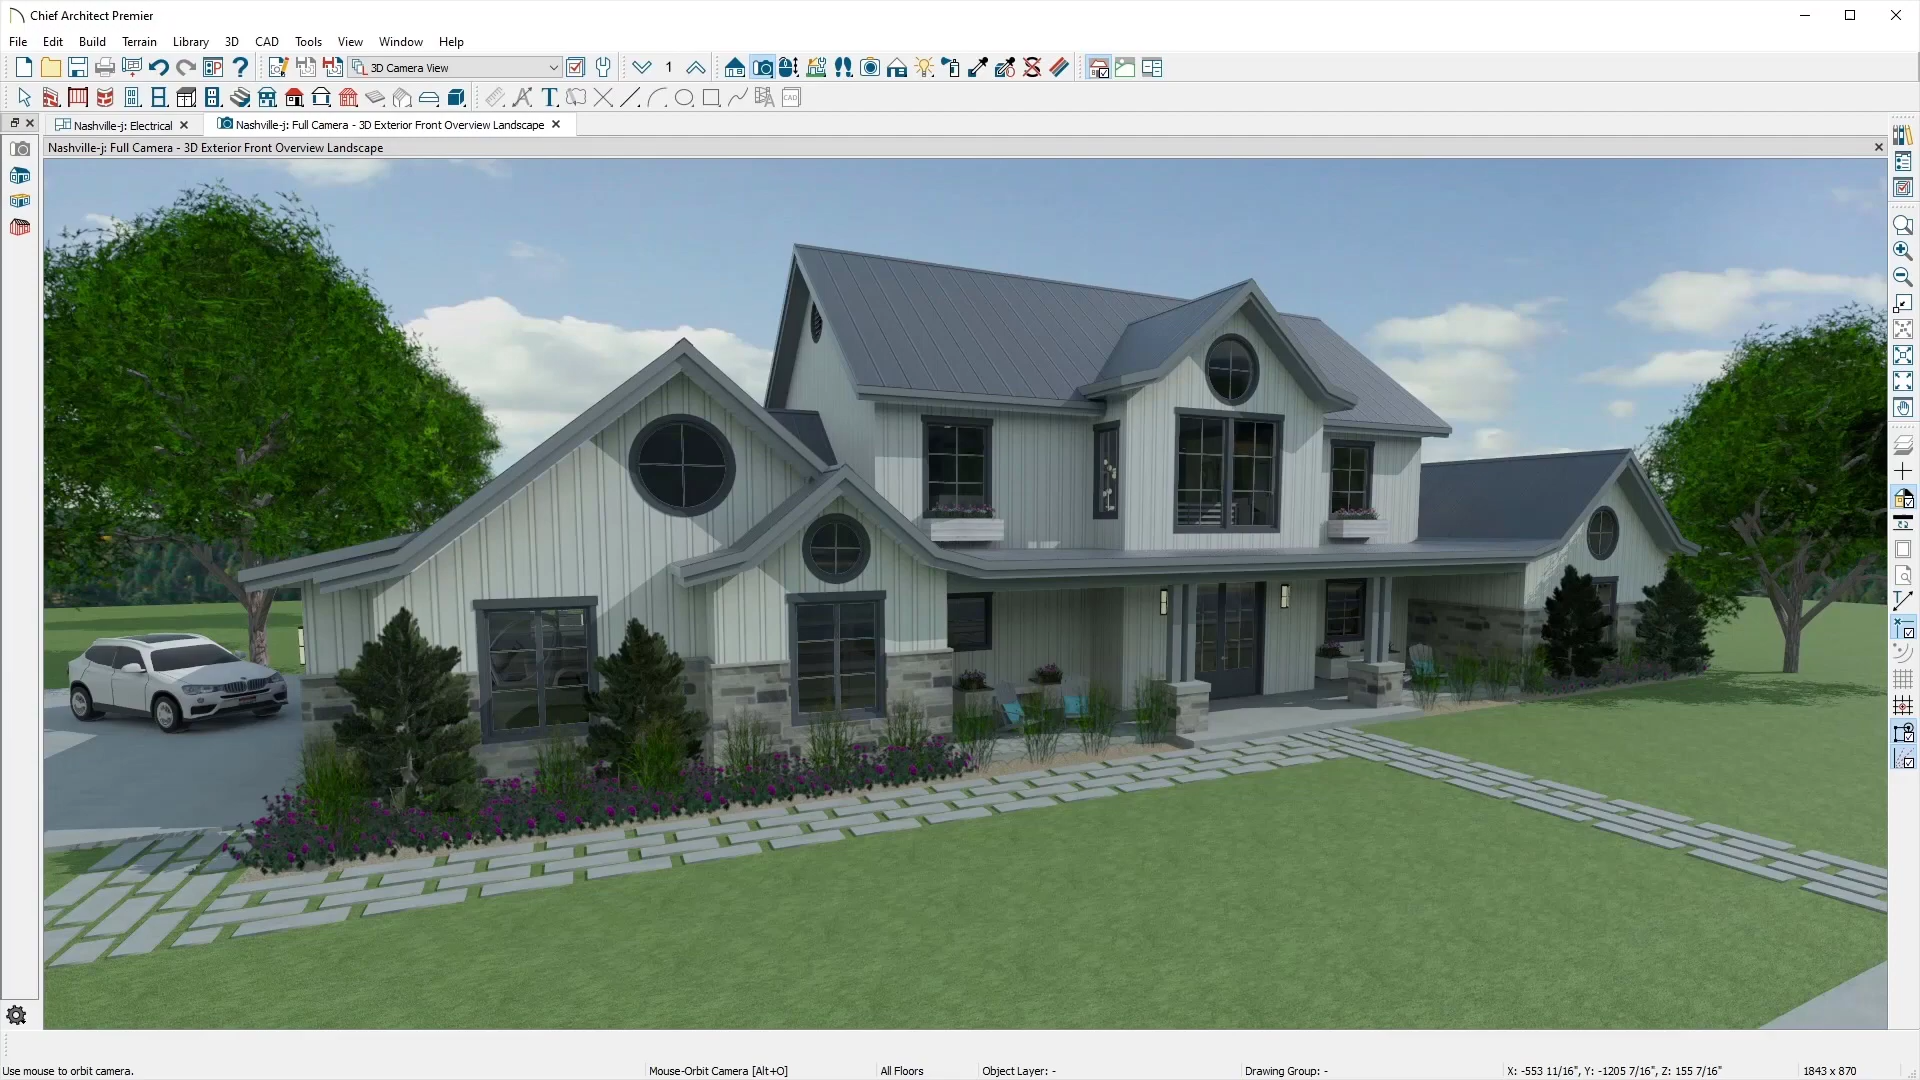 Chief Architect Premier
File Edit Build Terrain Library 3D CAD Tools View Window Help
3D Camera View 1
T CAD
Nashville-j: Electrical Nashville-j: Full Camera - 3D Exterior Front Overview Landscape
Nashville-j: Full Camera - 3D Exterior Front Overview Landscape
Use mouse to orbit camera. Mouse-Orbit Camera [Alt+O] All Floors Object Layer: - Drawing Group: - X: -553 11/16", Y: -1205 7/16", Z: 155 7/16" 1843 x 870